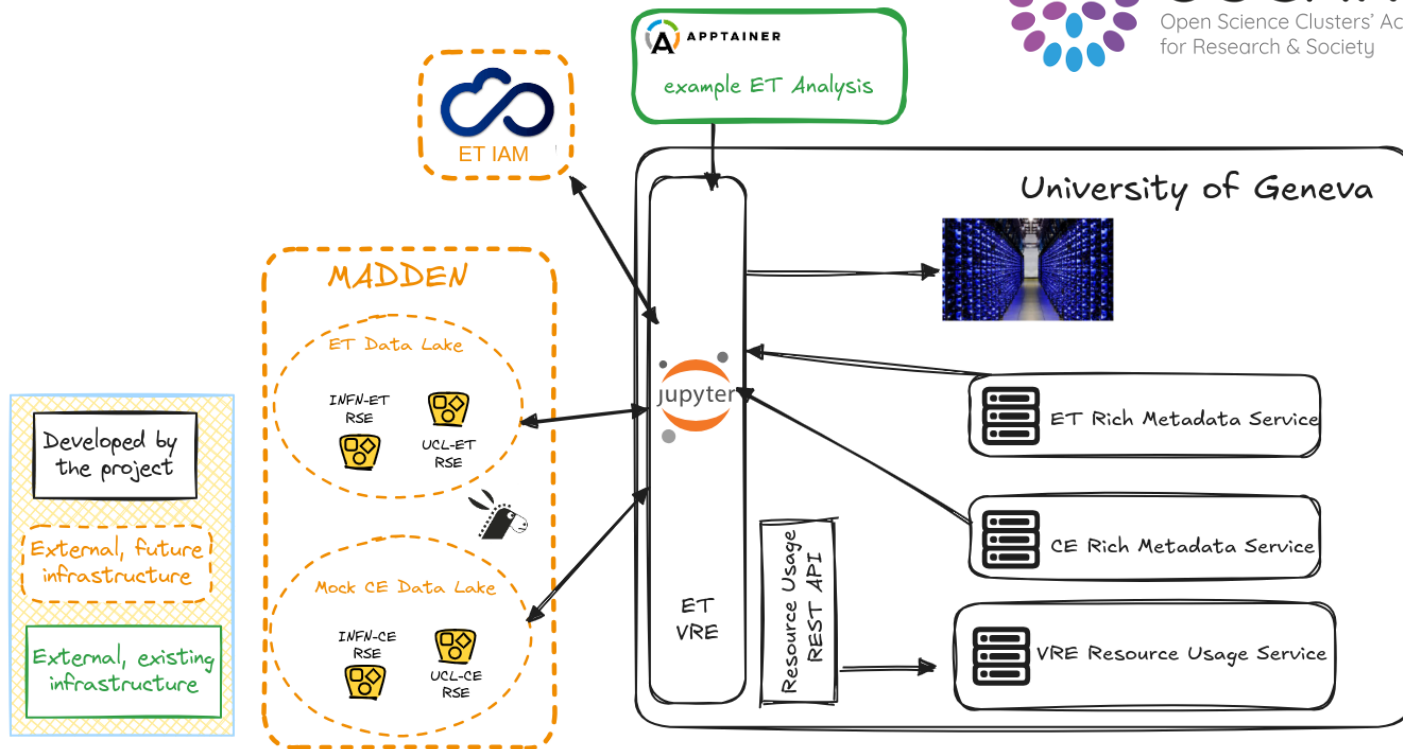 Open Science Clusters' Ac
for Research & Society
APPTAINER
example ET Analysis
ET IAM
University of Geneva
MADDEN
ET Data Lake
INFN-ET
RSE
UCL-ET
RSE
Mock CE Data Lake
INFN-CE
RSE
UCL-CE
RSE
Developed by
the project
External, future
infrastructure
External, existing
infrastructure
jupyter
ET
VRE
Resource Usage
REST API
ET Rich Metadata Service
CE Rich Metadata Service
VRE Resource Usage Service